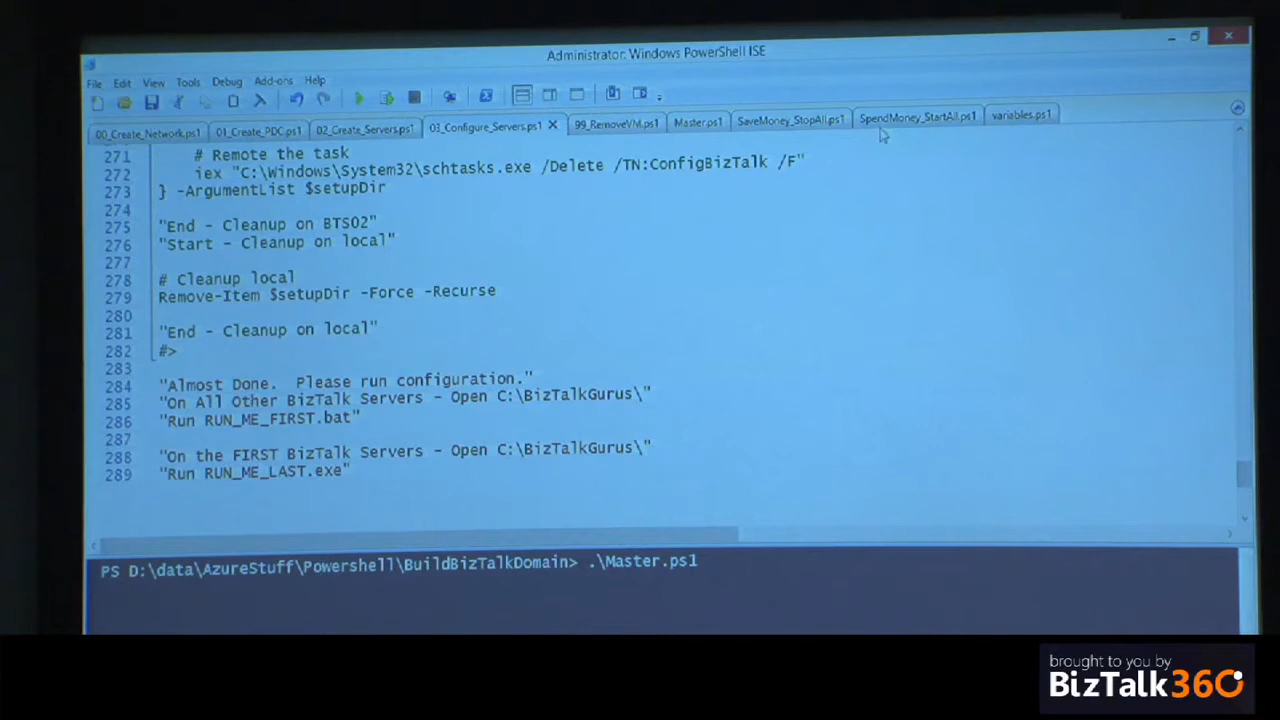 Administrator: Windows PowerShell ISE
File Edit View Tools Debug Add-ons Help
00_Create_Network.ps1 01_Create_PDC.ps1 02_Create_Servers.ps1 03_Configure_Servers.ps1 99_RemoveVM.ps1 Master.ps1 SaveMoney_StopAll.ps1 SpendMoney_StartAll.ps1 variables.ps1
271 # Remote the task
272 iex "C:\Windows\System32\schtasks.exe /Delete /TN:ConfigBizTalk /F"
273 } -ArgumentList $setupDir
274
275 "End - Cleanup on BTS02"
276 "Start - Cleanup on local"
277
278 # Cleanup local
279 Remove-Item $setupDir -Force -Recurse
280
281 "End - Cleanup on local"
282 #>
283
284 "Almost Done. Please run configuration."
285 "On All Other BizTalk Servers - Open C:\BizTalkGurus\"
286 "Run RUN_ME_FIRST.bat"
287
288 "On the FIRST BizTalk Servers - Open C:\BizTalkGurus\"
289 "Run RUN_ME_LAST.exe"
PS D:\data\AzureStuff\Powershell\BuildBizTalkDomain> .\Master.ps1
brought to you by
BizTalk360